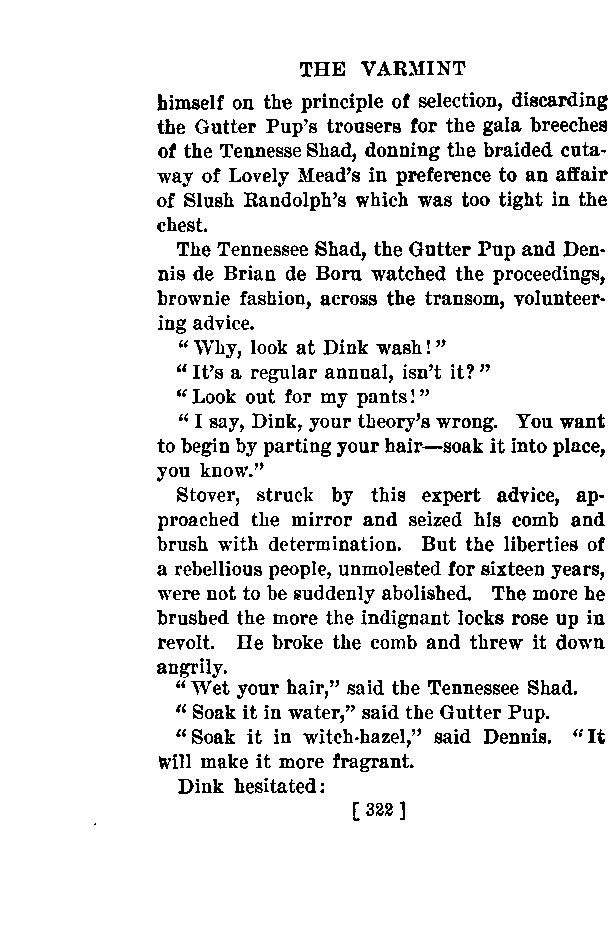 THE VARMINT
himself on the principle of selection, discarding
the Gutter Pup's trousers for the gala breeches
of the Tennesse Shad, donning the braided cuta-
way of Lovely Mead's in preference to an affair
of Slush Randolph's which was too tight in the
chest.
The Tennessee Shad, the Gutter Pup and Den-
nis de Brian de Boru watched the proceedings,
brownie fashion, across the transom, volunteer-
ing advice.
"Why, look at Dink wash!"
"It's a regular annual, isn't it?"
"Look out for my pants!"
"I say, Dink, your theory's wrong. You want
to begin by parting your hair—soak it into place,
you know."
Stover, struck by this expert advice, ap-
proached the mirror and seized his comb and
brush with determination. But the liberties of
a rebellious people, unmolested for sixteen years,
were not to be suddenly abolished. The more he
brushed the more the indignant locks rose up in
revolt. He broke the comb and threw it down
angrily.
"Wet your hair," said the Tennessee Shad.
"Soak it in water," said the Gutter Pup.
"Soak it in witch-hazel," said Dennis. "It
will make it more fragrant.
Dink hesitated:
[ 322 ]